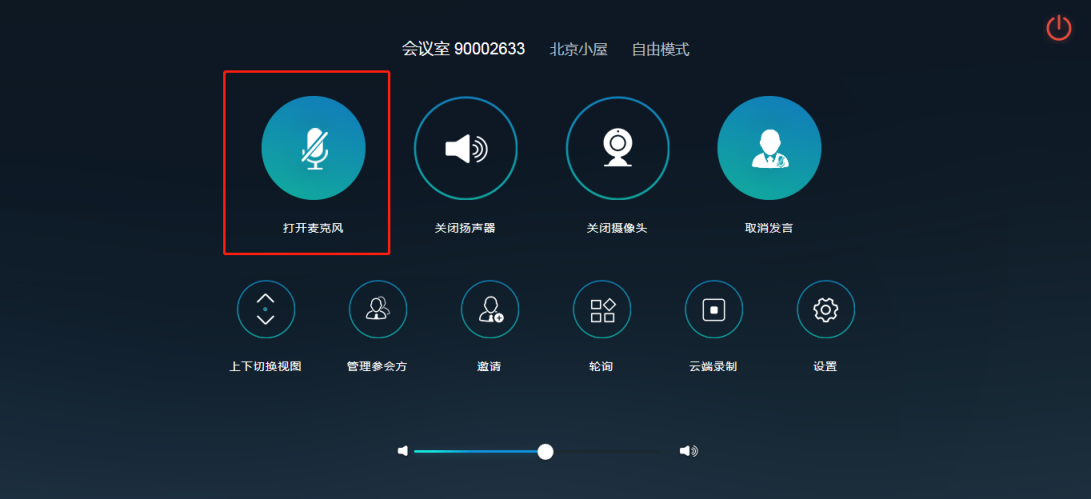 会议室 90002633 北京小屋 自由模式
打开麦克风 关闭扬声器 关闭摄像头 取消发言
上下切换视图 管理参会方 邀请 轮询 云端录制 设置